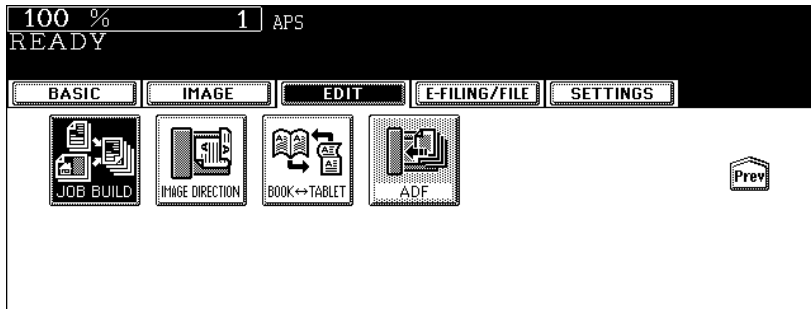 100 % 1 APS
READY
BASIC IMAGE EDIT E-FILING/FILE SETTINGS
JOB BUILD IMAGE DIRECTION BOOK↔TABLET ADF
Prev